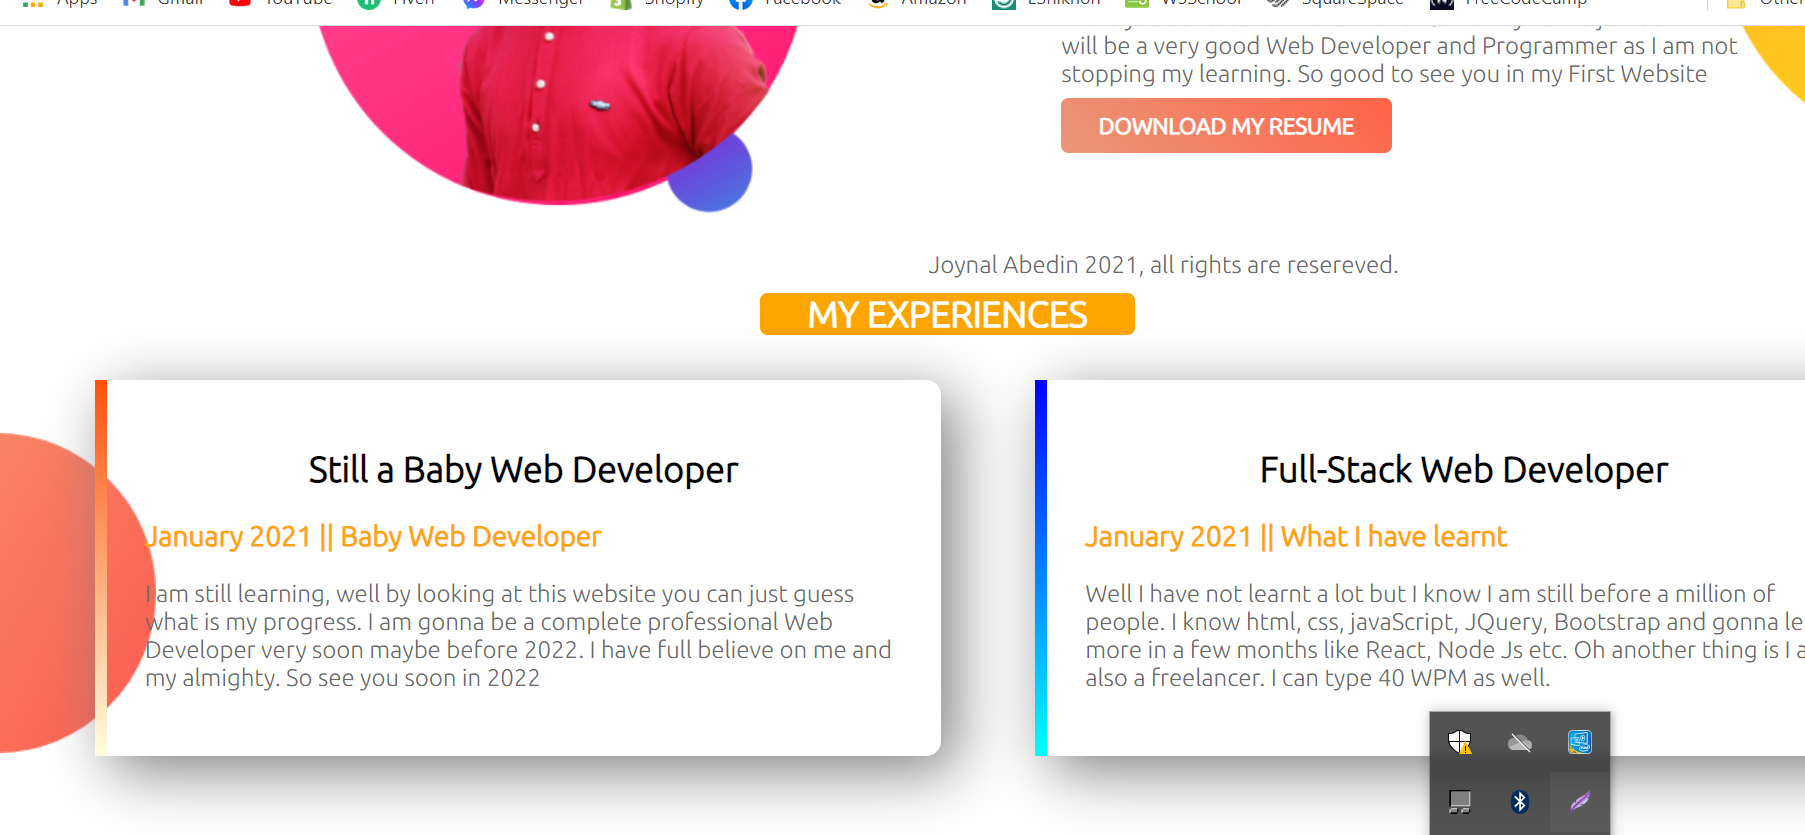 Apps Gmail YouTube Fiverr Messenger Shopify Facebook Amazon EShikhon W3School SquareSpace FreeCodeCamp Other
will be a very good Web Developer and Programmer as I am not
stopping my learning. So good to see you in my First Website
DOWNLOAD MY RESUME
Joynal Abedin 2021, all rights are resereved.
MY EXPERIENCES
Still a Baby Web Developer
January 2021 || Baby Web Developer
I am still learning, well by looking at this website you can just guess
what is my progress. I am gonna be a complete professional Web
Developer very soon maybe before 2022. I have full believe on me and
my almighty. So see you soon in 2022
Full-Stack Web Developer
January 2021 || What I have learnt
Well I have not learnt a lot but I know I am still before a million of
people. I know html, css, javaScript, JQuery, Bootstrap and gonna le
more in a few months like React, Node Js etc. Oh another thing is I a
also a freelancer. I can type 40 WPM as well.